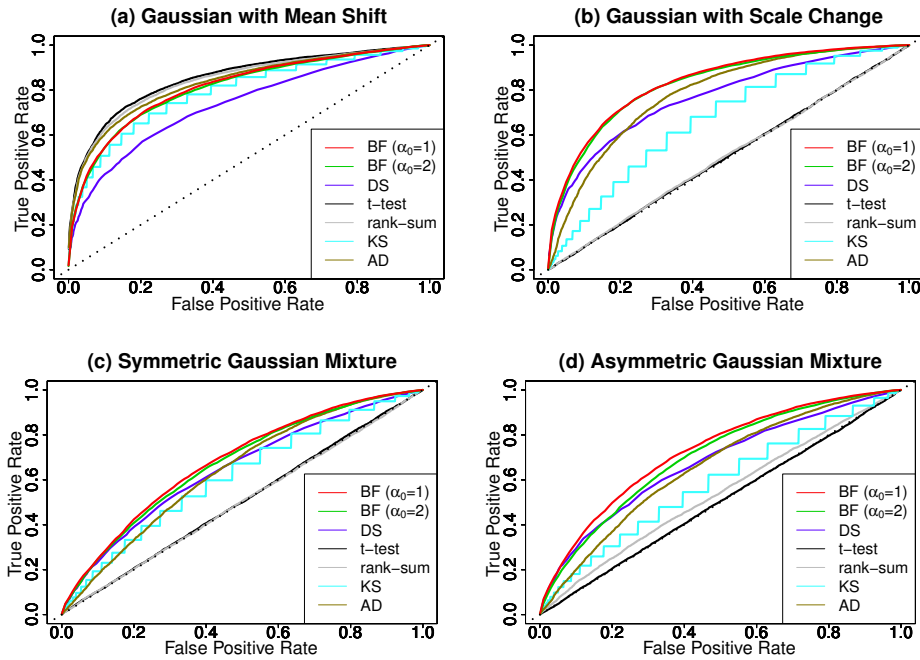 (a) Gaussian with Mean Shift
True Positive Rate
0.0 0.2 0.4 0.6 0.8 1.0
BF (α₀=1)
BF (α₀=2)
DS
t−test
rank−sum
KS
AD
0.0 0.2 0.4 0.6 0.8 1.0
False Positive Rate
(b) Gaussian with Scale Change
True Positive Rate
0.0 0.2 0.4 0.6 0.8 1.0
BF (α₀=1)
BF (α₀=2)
DS
t−test
rank−sum
KS
AD
0.0 0.2 0.4 0.6 0.8 1.0
False Positive Rate
(c) Symmetric Gaussian Mixture
True Positive Rate
0.0 0.2 0.4 0.6 0.8 1.0
BF (α₀=1)
BF (α₀=2)
DS
t−test
rank−sum
KS
AD
0.0 0.2 0.4 0.6 0.8 1.0
False Positive Rate
(d) Asymmetric Gaussian Mixture
True Positive Rate
0.0 0.2 0.4 0.6 0.8 1.0
BF (α₀=1)
BF (α₀=2)
DS
t−test
rank−sum
KS
AD
0.0 0.2 0.4 0.6 0.8 1.0
False Positive Rate